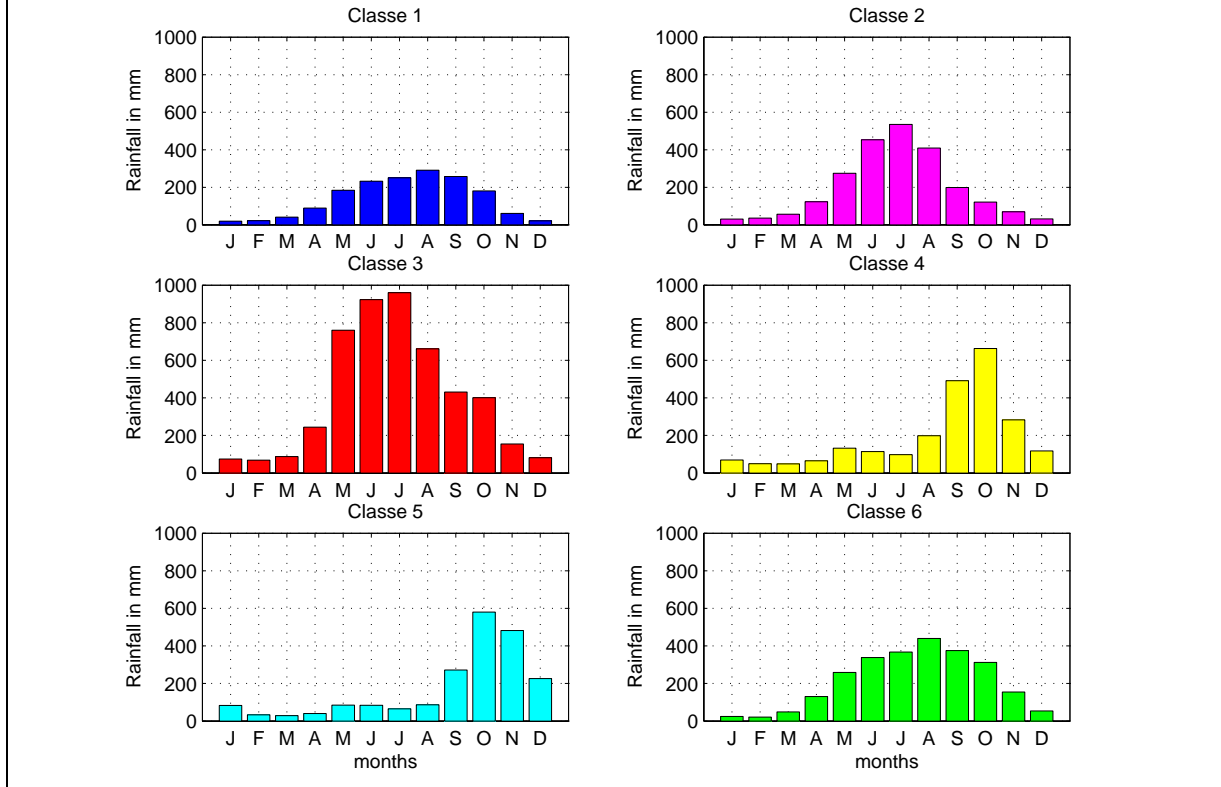 Classe 1
1000
800
600
400
200
0
Rainfall in mm
J F M A M J J A S O N D
Classe 2
1000
800
600
400
200
0
Rainfall in mm
J F M A M J J A S O N D
Classe 3
1000
800
600
400
200
0
Rainfall in mm
J F M A M J J A S O N D
Classe 4
1000
800
600
400
200
0
Rainfall in mm
J F M A M J J A S O N D
Classe 5
1000
800
600
400
200
0
Rainfall in mm
J F M A M J J A S O N D
months
Classe 6
1000
800
600
400
200
0
Rainfall in mm
J F M A M J J A S O N D
months